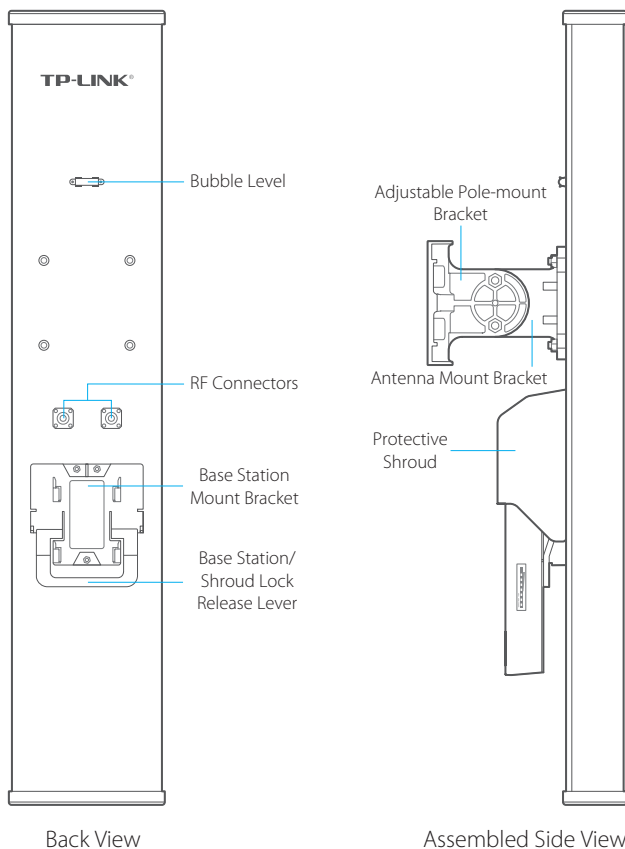 TP-LINK®
Bubble Level
RF Connectors
Base Station
Mount Bracket
Base Station/
Shroud Lock
Release Lever
Back View
Adjustable Pole-mount
Bracket
Antenna Mount Bracket
Protective
Shroud
Assembled Side View